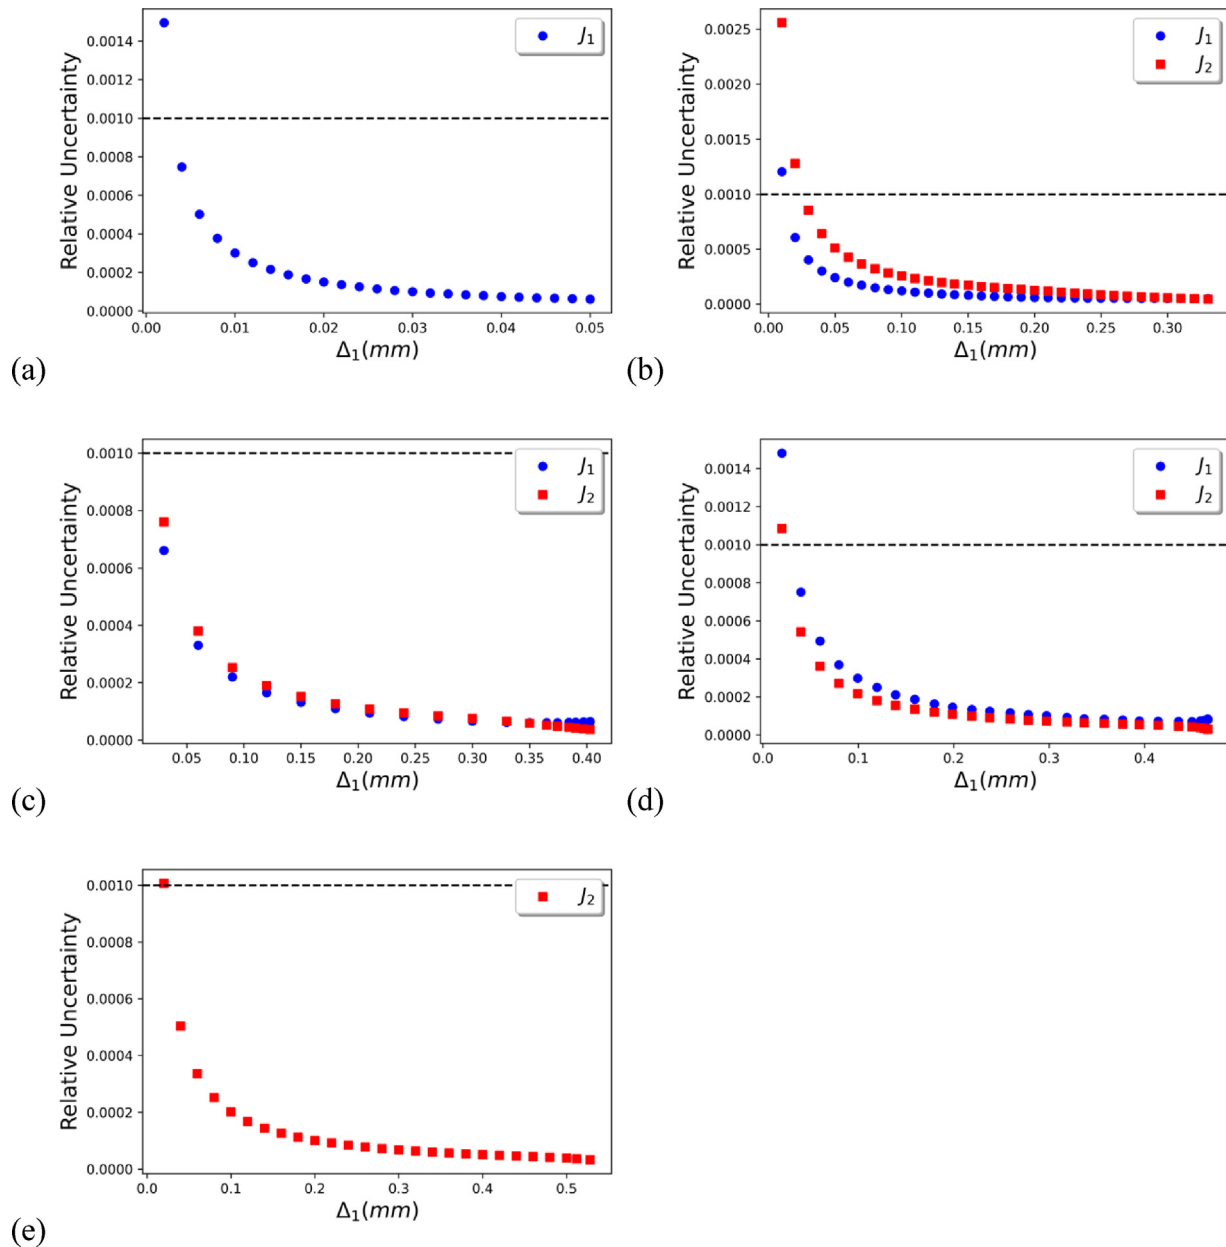 0.0014
0.0012
0.0010
0.0008
0.0006
0.0004
0.0002
0.0000
Relative Uncertainty
J₁
0.00 0.01 0.02 0.03 0.04 0.05
Δ₁(mm)
(a)
0.0025
0.0020
0.0015
0.0010
0.0005
0.0000
Relative Uncertainty
J₁
J₂
0.00 0.05 0.10 0.15 0.20 0.25 0.30
Δ₁(mm)
(b)
0.0010
0.0008
0.0006
0.0004
0.0002
0.0000
Relative Uncertainty
J₁
J₂
0.05 0.10 0.15 0.20 0.25 0.30 0.35 0.40
Δ₁(mm)
(c)
0.0014
0.0012
0.0010
0.0008
0.0006
0.0004
0.0002
0.0000
Relative Uncertainty
J₁
J₂
0.0 0.1 0.2 0.3 0.4
Δ₁(mm)
(d)
0.0010
0.0008
0.0006
0.0004
0.0002
0.0000
Relative Uncertainty
J₂
0.0 0.1 0.2 0.3 0.4 0.5
Δ₁(mm)
(e)